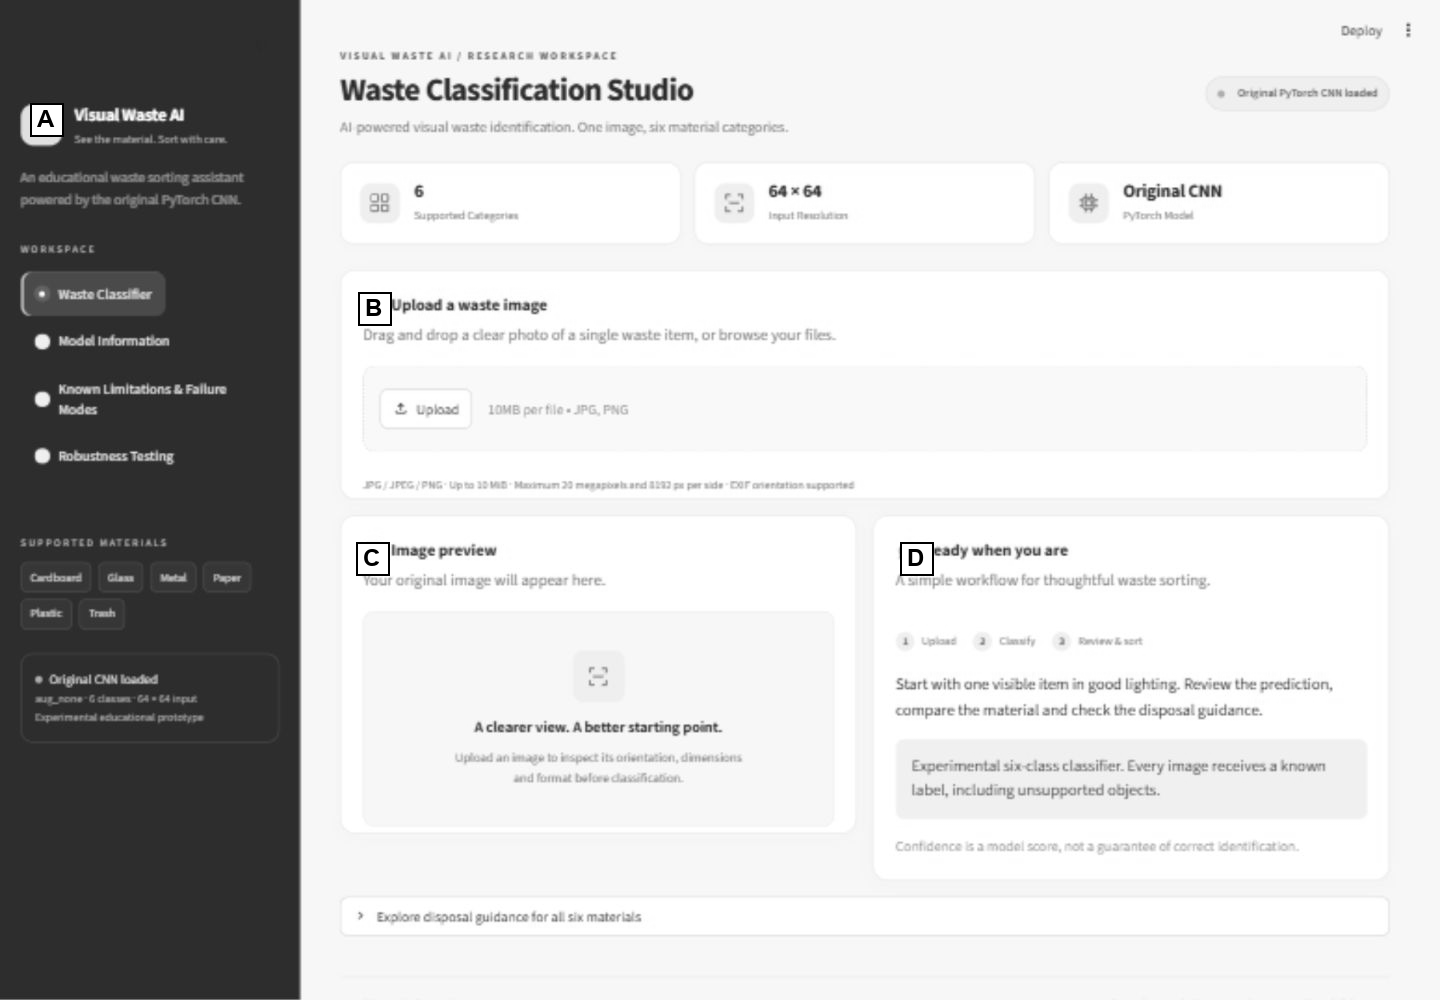 Deploy
VISUAL WASTE AI / RESEARCH WORKSPACE
Waste Classification Studio
Original PyTorch CNN loaded
AI-powered visual waste identification. One image, six material categories.
A
Visual Waste AI
See the material. Sort with care.
An educational waste sorting assistant
powered by the original PyTorch CNN.
WORKSPACE
Waste Classifier
Model Information
Known Limitations & Failure
Modes
Robustness Testing
SUPPORTED MATERIALS
Cardboard Glass Metal Paper
Plastic Trash
Original CNN loaded
aug_none · 6 classes · 64 × 64 input
Experimental educational prototype
6
Supported Categories
64 × 64
Input Resolution
Original CNN
PyTorch Model
B Upload a waste image
Drag and drop a clear photo of a single waste item, or browse your files.
Upload 10MB per file • JPG, PNG
JPG / JPEG / PNG · Up to 10 MiB · Maximum 20 megapixels and 8192 px per side · EXIF orientation supported
C Image preview
Your original image will appear here.
A clearer view. A better starting point.
Upload an image to inspect its orientation, dimensions
and format before classification.
D eady when you are
A simple workflow for thoughtful waste sorting.
1 Upload 2 Classify 3 Review & sort
Start with one visible item in good lighting. Review the prediction,
compare the material and check the disposal guidance.
Experimental six-class classifier. Every image receives a known
label, including unsupported objects.
Confidence is a model score, not a guarantee of correct identification.
Explore disposal guidance for all six materials